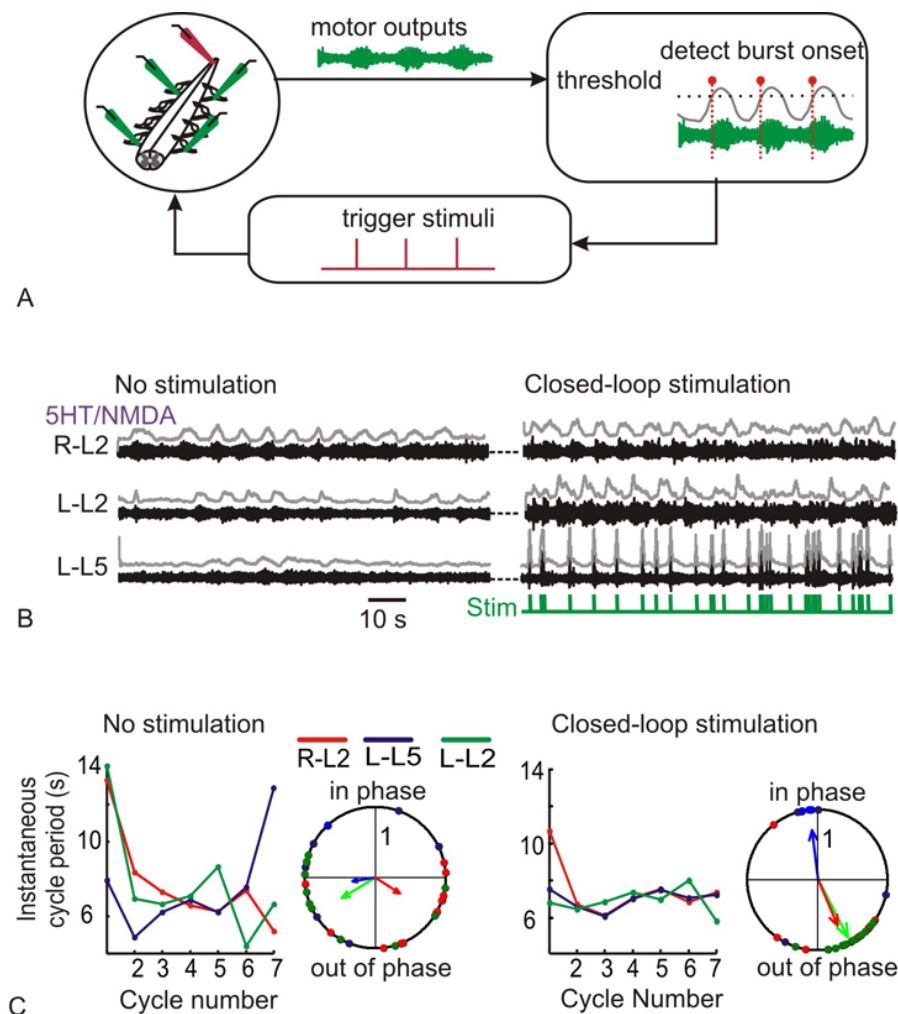 motor outputs
detect burst onset
threshold
trigger stimuli
A
No stimulation
Closed-loop stimulation
5HT/NMDA
R-L2
L-L2
L-L5
10 s
Stim
B
No stimulation
Closed-loop stimulation
R-L2 L-L5 L-L2
Instantaneous
cycle period (s)
14
10
6
2 3 4 5 6 7
Cycle number
in phase
1
out of phase
14
10
6
2 3 4 5 6 7
Cycle Number
in phase
1
out of phase
C